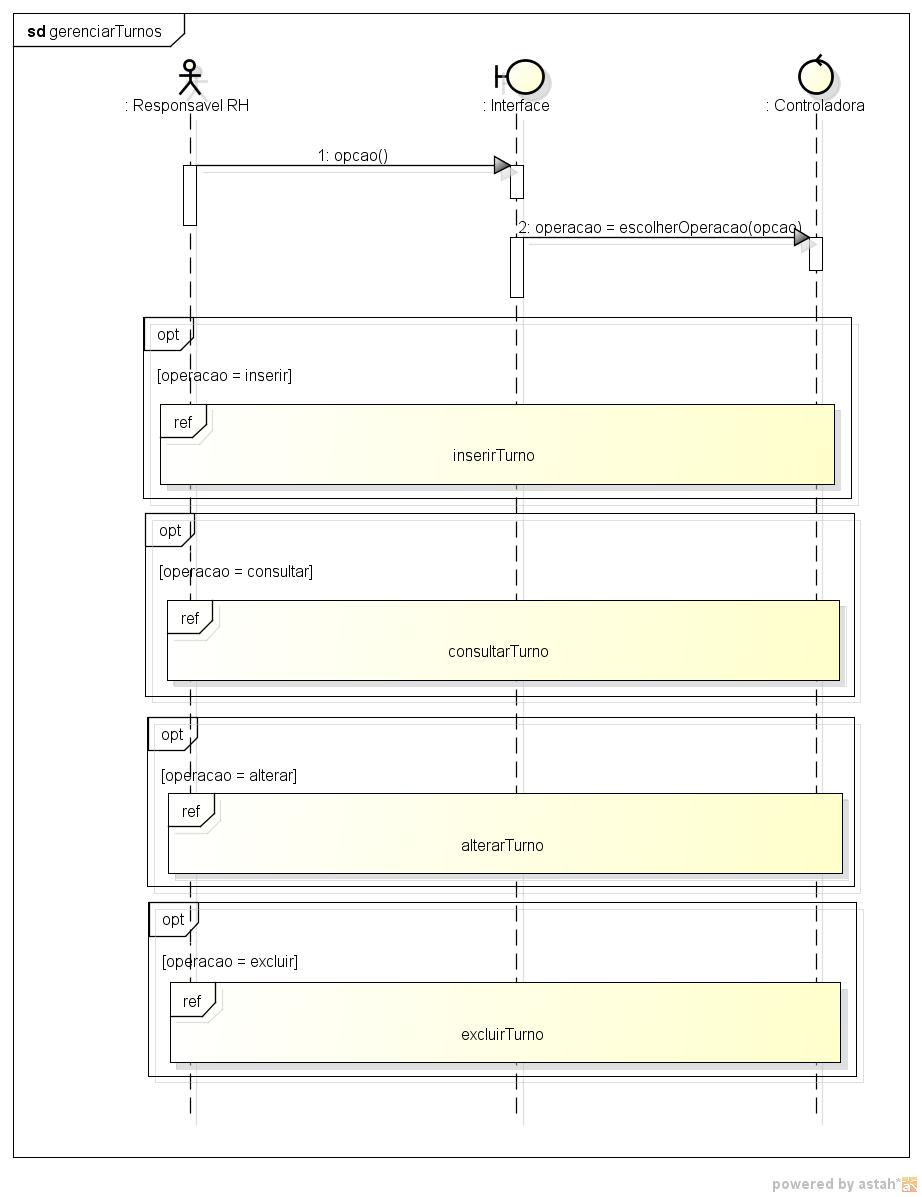 sd gerenciarTurnos
: Responsavel RH
: Interface
: Controladora
1: opcao()
2: operacao = escolherOperacao(opcao)
opt
[operacao = inserir]
ref
inserirTurno
opt
[operacao = consultar]
ref
consultarTurno
opt
[operacao = alterar]
ref
alterarTurno
opt
[operacao = excluir]
ref
excluirTurno
powered by astah*